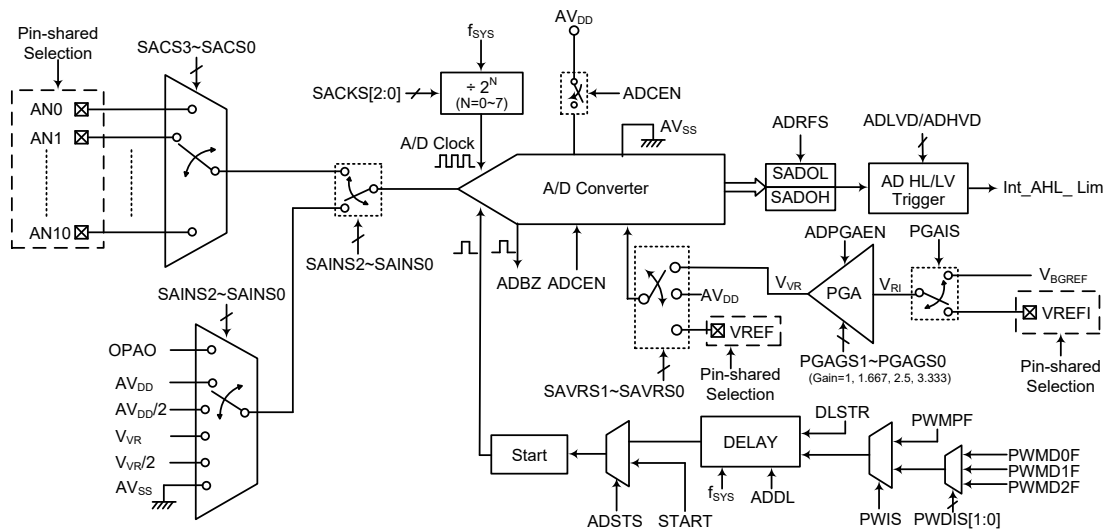 Pin-shared
Selection
SACS3~SACS0
AN0
AN1
AN10
fSYS
SACKS[2:0]
÷ 2^N
(N=0~7)
A/D Clock
AVDD
ADCEN
AVSS
A/D Converter
ADRFS
SADOL
SADOH
ADLVD/ADHVD
AD HL/LV
Trigger
Int_AHL_ Lim
SAINS2~SAINS0
ADBZ
ADCEN
ADPGAEN
PGAIS
VVR
PGA
VRI
VBGREF
VREFI
AVDD
VREF
PGAGS1~PGAGS0
(Gain=1, 1.667, 2.5, 3.333)
Pin-shared
Selection
SAVRS1~SAVRS0
Pin-shared
Selection
SAINS2~SAINS0
OPAO
AVDD
AVDD/2
VVR
VVR/2
AVSS
Start
ADSTS
START
DELAY
DLSTR
fSYS
ADDL
PWMPF
PWIS
PWMD0F
PWMD1F
PWMD2F
PWDIS[1:0]